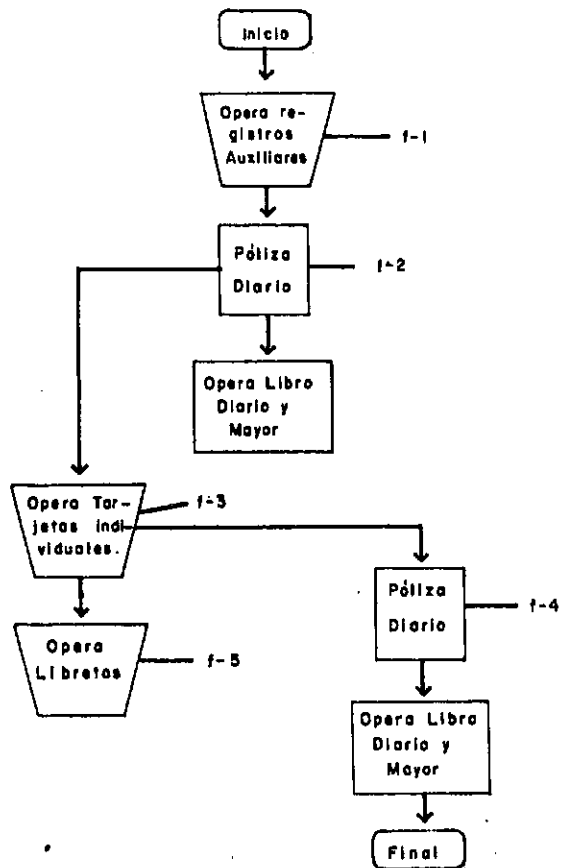 Inicio
Opera re-
gistros
Auxiliares
f-1
Póliza
Diario
f-2
Opera Libro
Diario y
Mayor
Opera Tar-
jetas indi-
viduales.
f-3
Póliza
Diario
f-4
Opera
Libretas
f-5
Opera Libro
Diario y
Mayor
Final